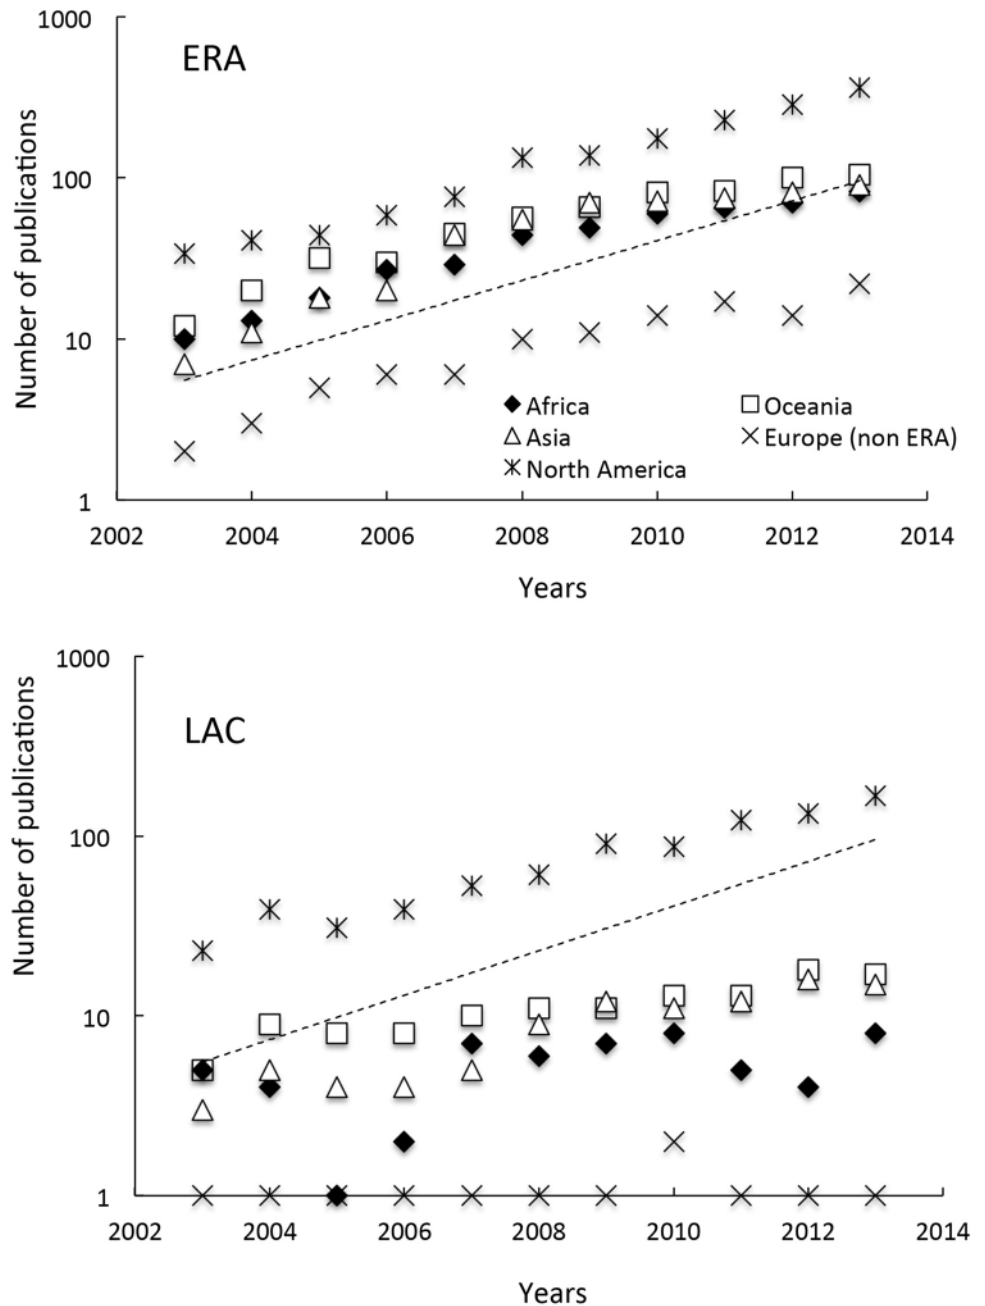 1000
ERA
100
10
1
Number of publications
Africa
Oceania
Asia
Europe (non ERA)
North America
2002 2004 2006 2008 2010 2012 2014
Years
1000
LAC
100
10
1
Number of publications
2002 2004 2006 2008 2010 2012 2014
Years